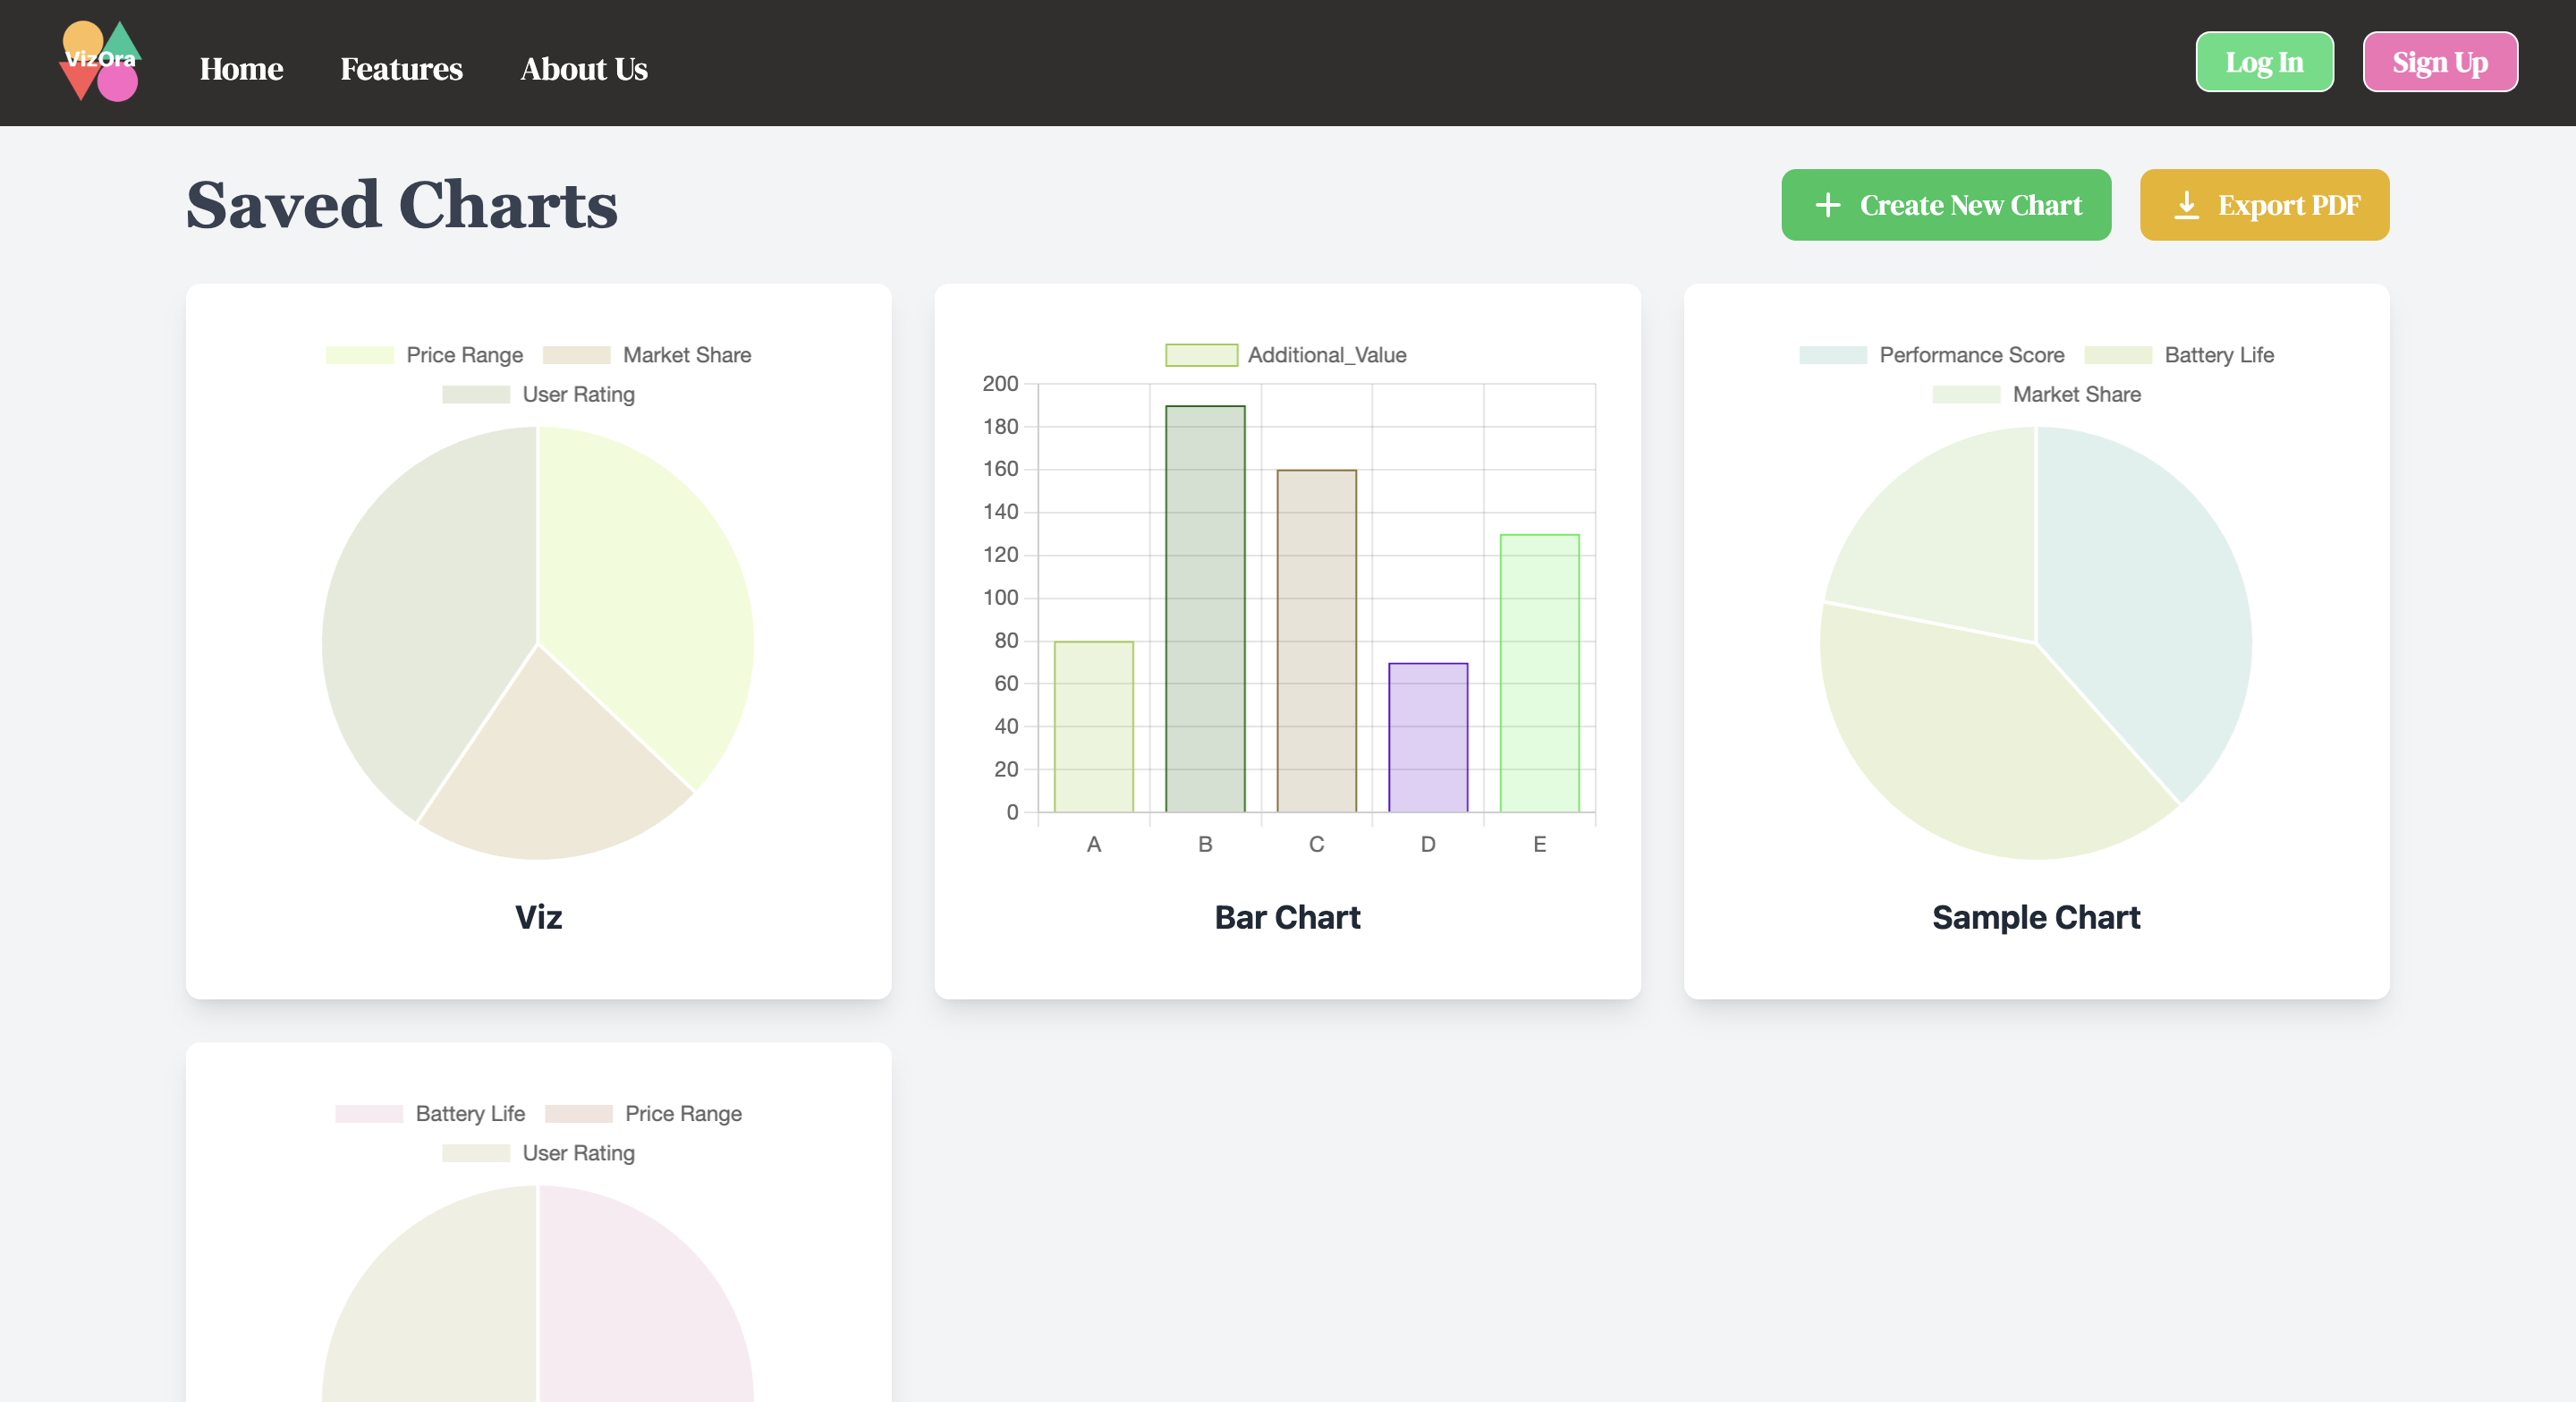 VizOra
Home Features About Us
Log In Sign Up
Saved Charts
Create New Chart Export PDF
Price Range Market Share
User Rating
Viz
Additional_Value
200
180
160
140
120
100
80
60
40
20
0
A B C D E
Bar Chart
Performance Score Battery Life
Market Share
Sample Chart
Battery Life Price Range
User Rating